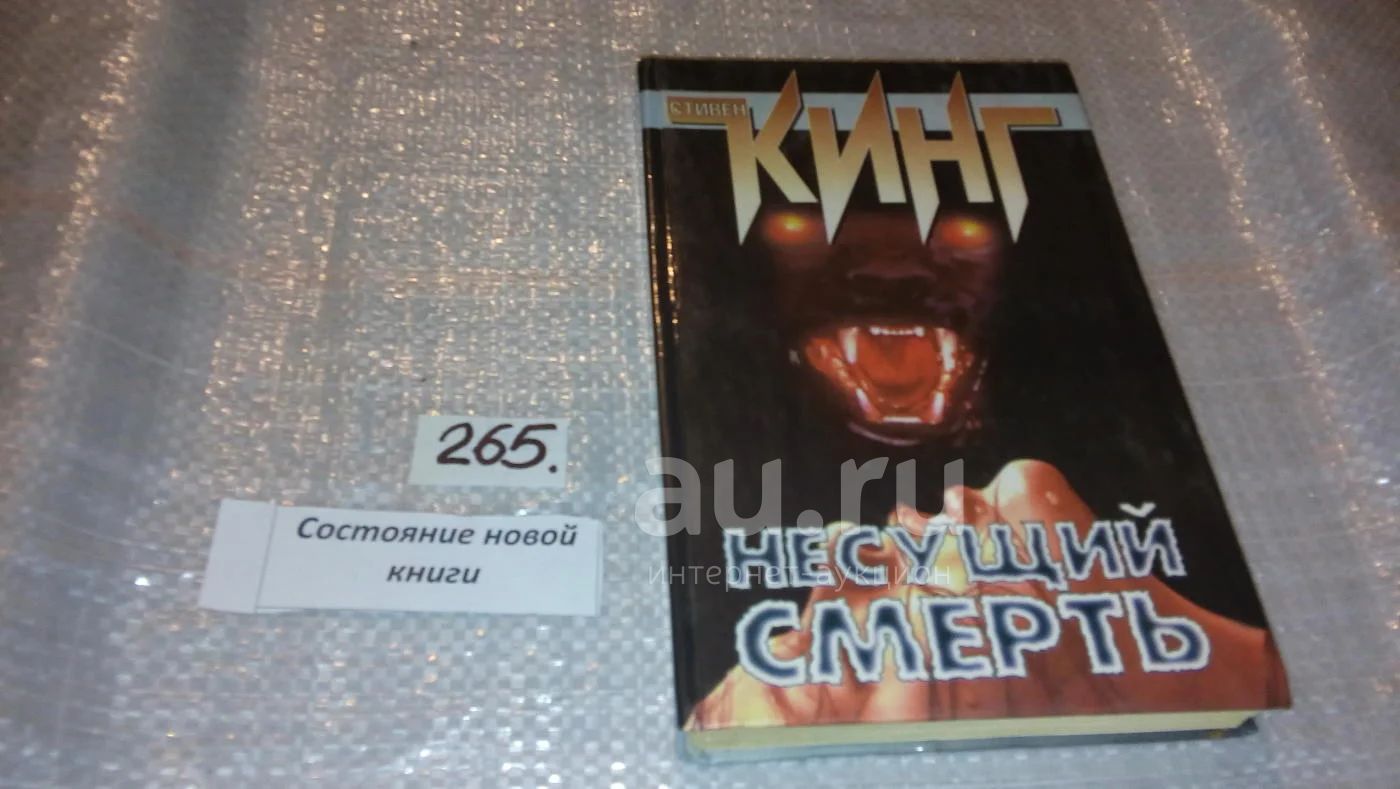 СТИВЕН
КИНГ
265.
Состояние новой
книги
au.ru
НЕСУЩИЙ
интернет аукцион
СМЕРТЬ